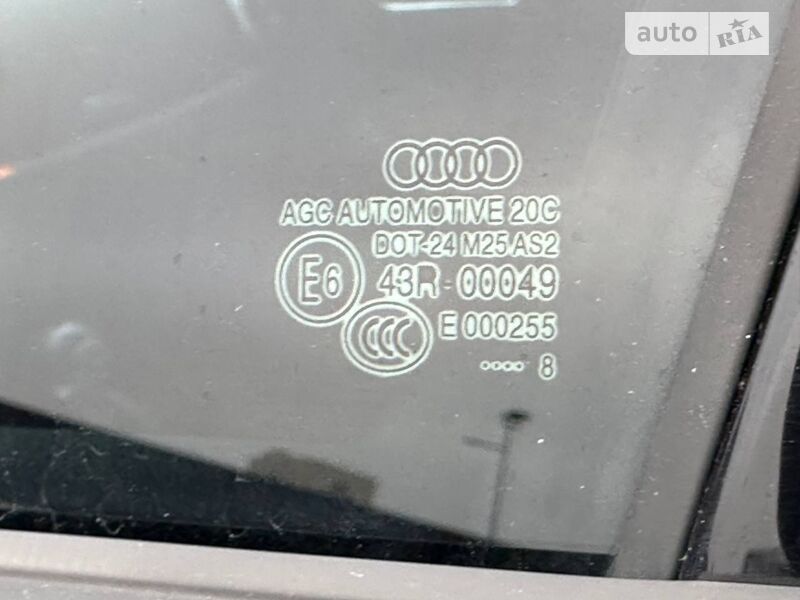 auto RIA
AGC AUTOMOTIVE 20C
DOT-24 M25 AS2
E6 43R-00049
CCC E 000255
.... 8